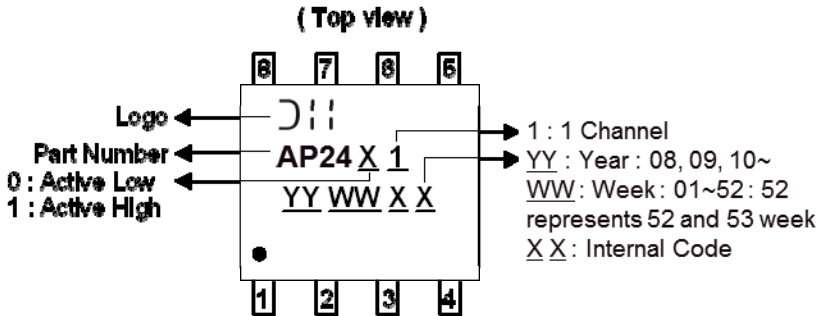 ( Top view )
8 7 6 5
Logo
Part Number
0 : Active Low
1 : Active High
AP24 X 1
YY WW X X
1 : 1 Channel
YY : Year : 08, 09, 10~
WW : Week : 01~52 : 52
represents 52 and 53 week
X X : Internal Code
1 2 3 4